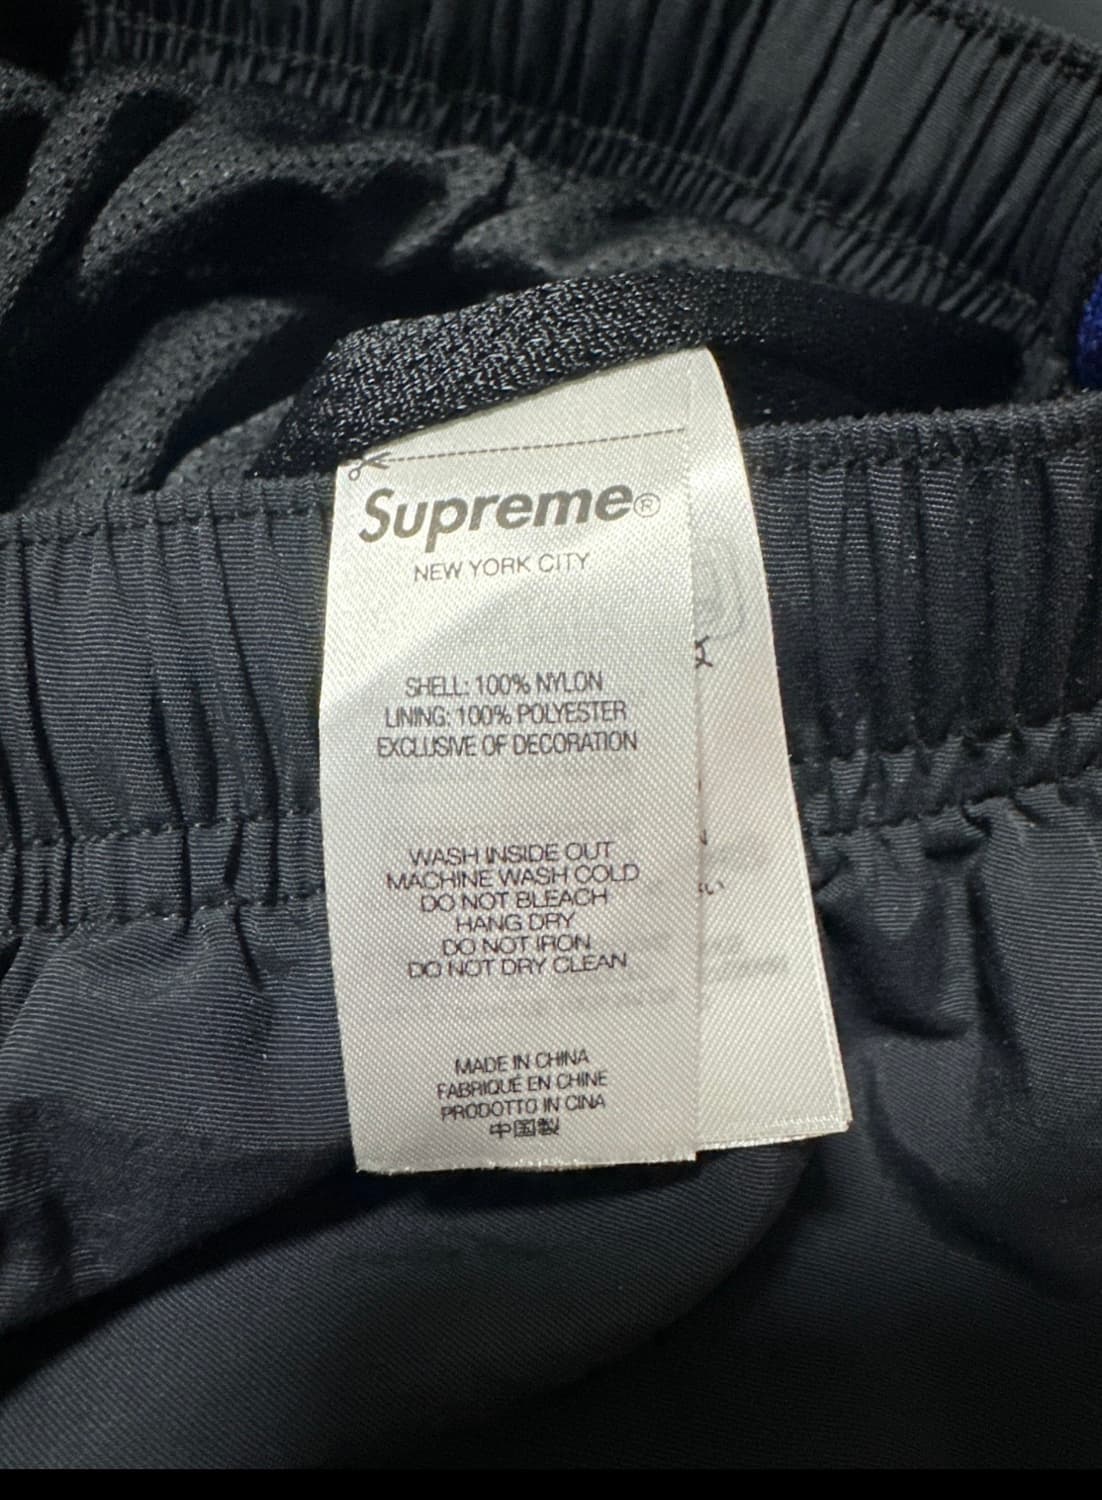 Supreme®
NEW YORK CITY
SHELL: 100% NYLON
LINING: 100% POLYESTER
EXCLUSIVE OF DECORATION
WASH INSIDE OUT
MACHINE WASH COLD
DO NOT BLEACH
HANG DRY
DO NOT IRON
DO NOT DRY CLEAN
MADE IN CHINA
FABRIQUÉ EN CHINE
PRODOTTO IN CINA
中国製